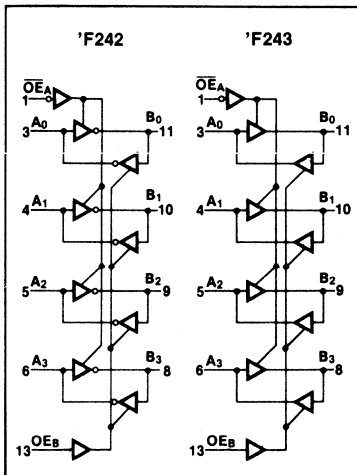 'F242 'F243
OEA OEA
1 1
A0 B0 A0 B0
3 11 3 11
A1 B1 A1 B1
4 10 4 10
A2 B2 A2 B2
5 9 5 9
A3 B3 A3 B3
6 8 6 8
13 OEB 13 OEB